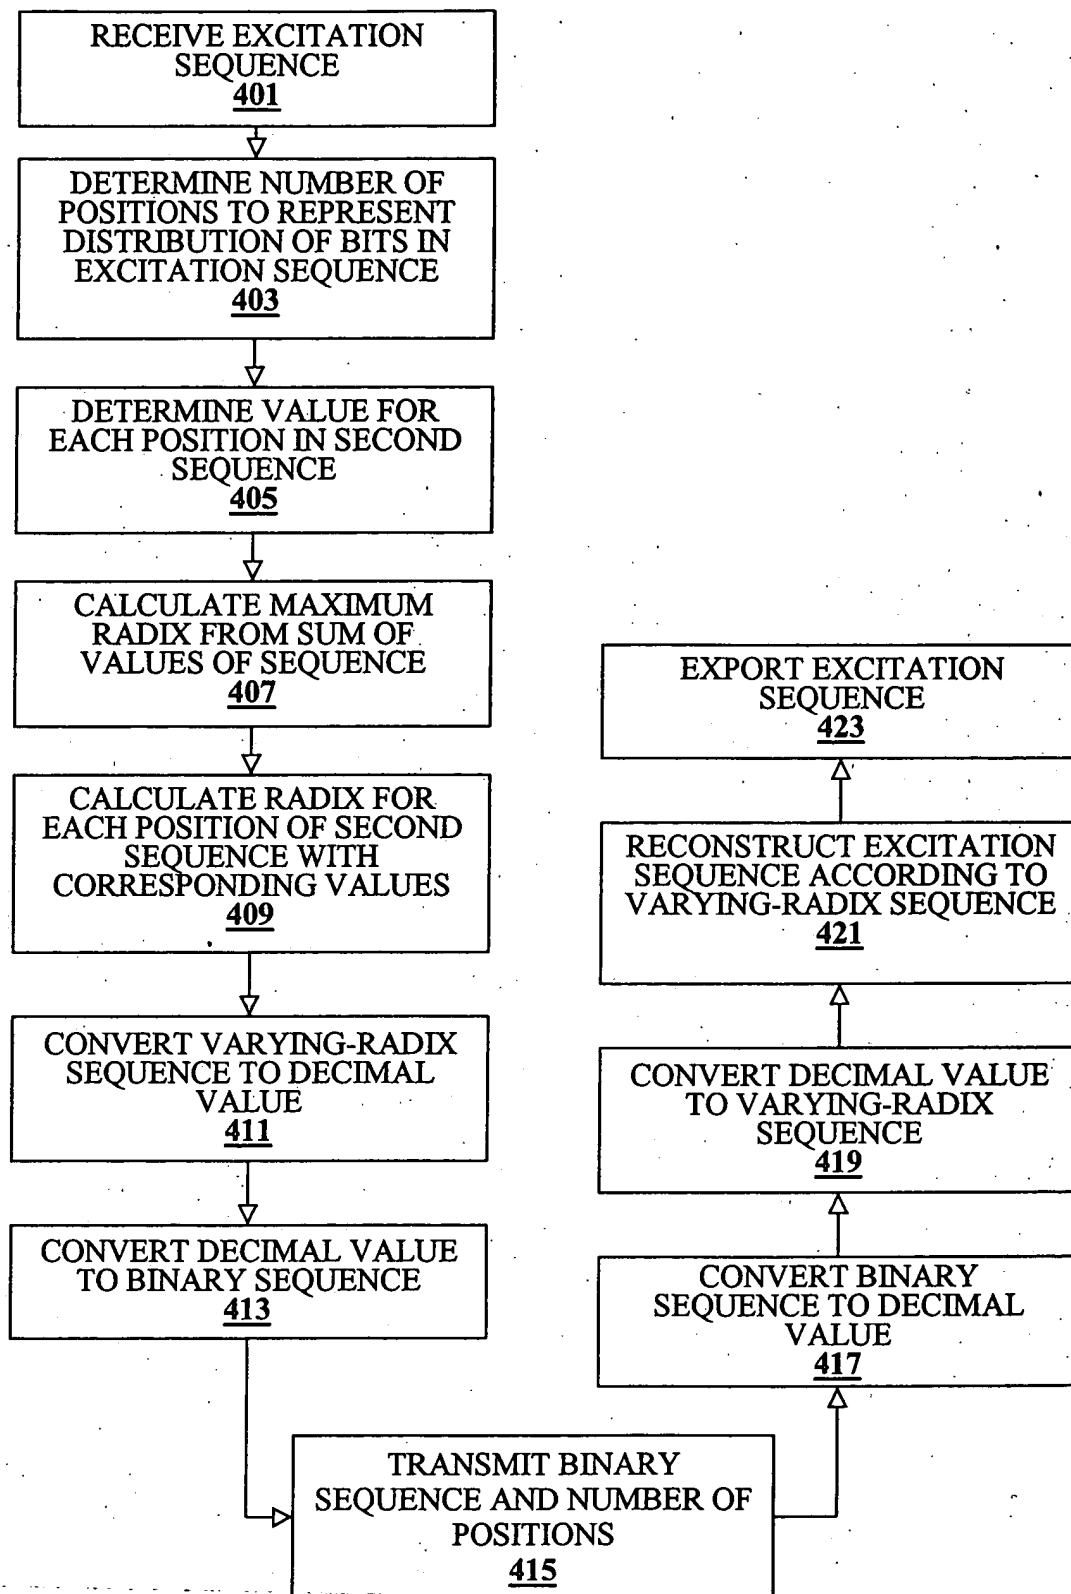 RECEIVE EXCITATION
SEQUENCE
401
DETERMINE NUMBER OF
POSITIONS TO REPRESENT
DISTRIBUTION OF BITS IN
EXCITATION SEQUENCE
403
DETERMINE VALUE FOR
EACH POSITION IN SECOND
SEQUENCE
405
CALCULATE MAXIMUM
RADIX FROM SUM OF
VALUES OF SEQUENCE
407
CALCULATE RADIX FOR
EACH POSITION OF SECOND
SEQUENCE WITH
CORRESPONDING VALUES
409
CONVERT VARYING-RADIX
SEQUENCE TO DECIMAL
VALUE
411
CONVERT DECIMAL VALUE
TO BINARY SEQUENCE
413
TRANSMIT BINARY
SEQUENCE AND NUMBER OF
POSITIONS
415
CONVERT BINARY
SEQUENCE TO DECIMAL
VALUE
417
CONVERT DECIMAL VALUE
TO VARYING-RADIX
SEQUENCE
419
RECONSTRUCT EXCITATION
SEQUENCE ACCORDING TO
VARYING-RADIX SEQUENCE
421
EXPORT EXCITATION
SEQUENCE
423